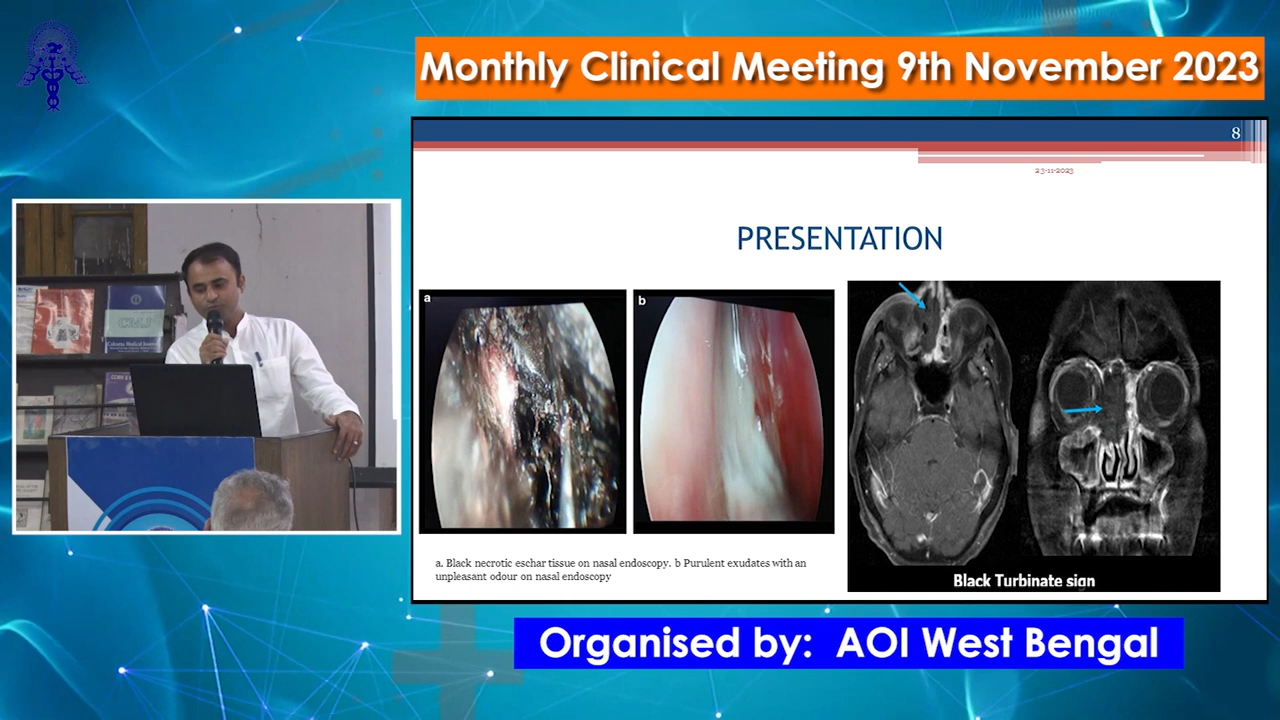 Monthly Clinical Meeting 9th November 2023
8
23-11-2023
PRESENTATION
a
b
a. Black necrotic eschar tissue on nasal endoscopy. b Purulent exudates with an
unpleasant odour on nasal endoscopy
Black Turbinate sign
Organised by: AOI West Bengal